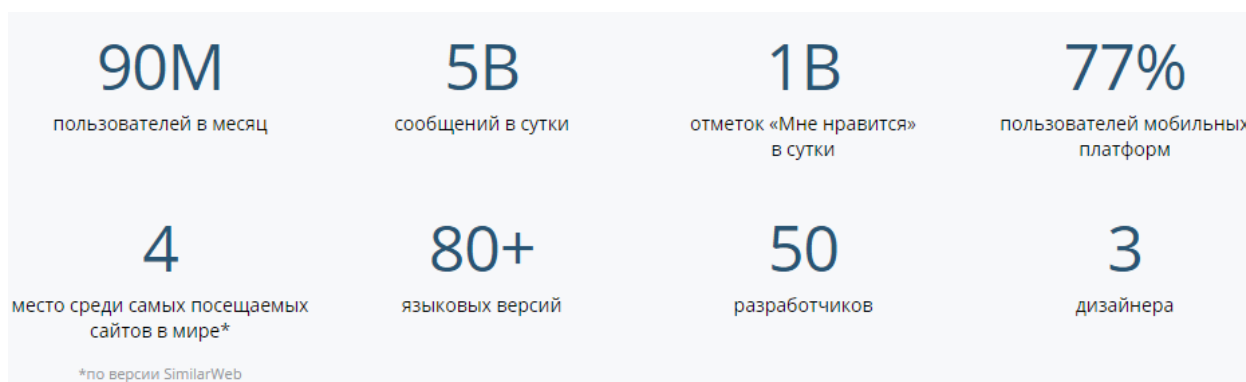 90M
5B
1B
77%
пользователей в месяц
сообщений в сутки
отметок «Мне нравится»
в сутки
пользователей мобильных
платформ
4
80+
50
3
место среди самых посещаемых
сайтов в мире*
языковых версий
разработчиков
дизайнера
*по версии SimilarWeb